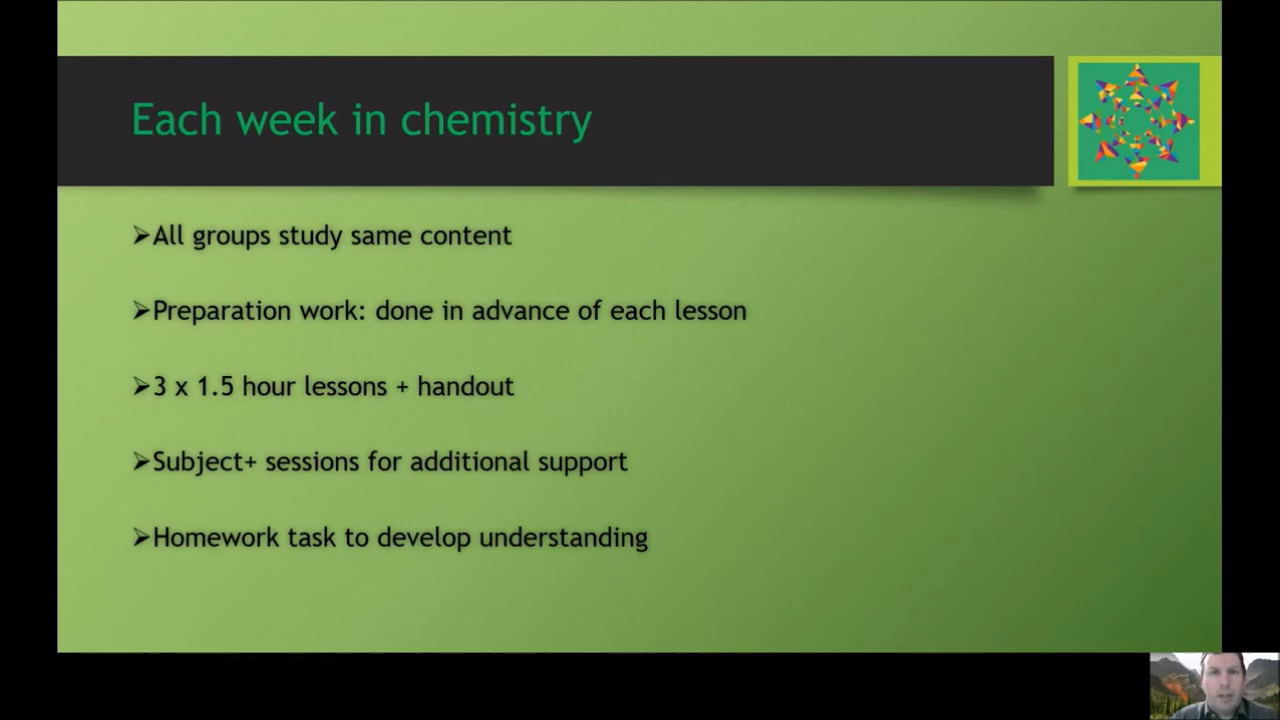 Each week in chemistry
➢All groups study same content
➢Preparation work: done in advance of each lesson
➢3 x 1.5 hour lessons + handout
➢Subject+ sessions for additional support
➢Homework task to develop understanding